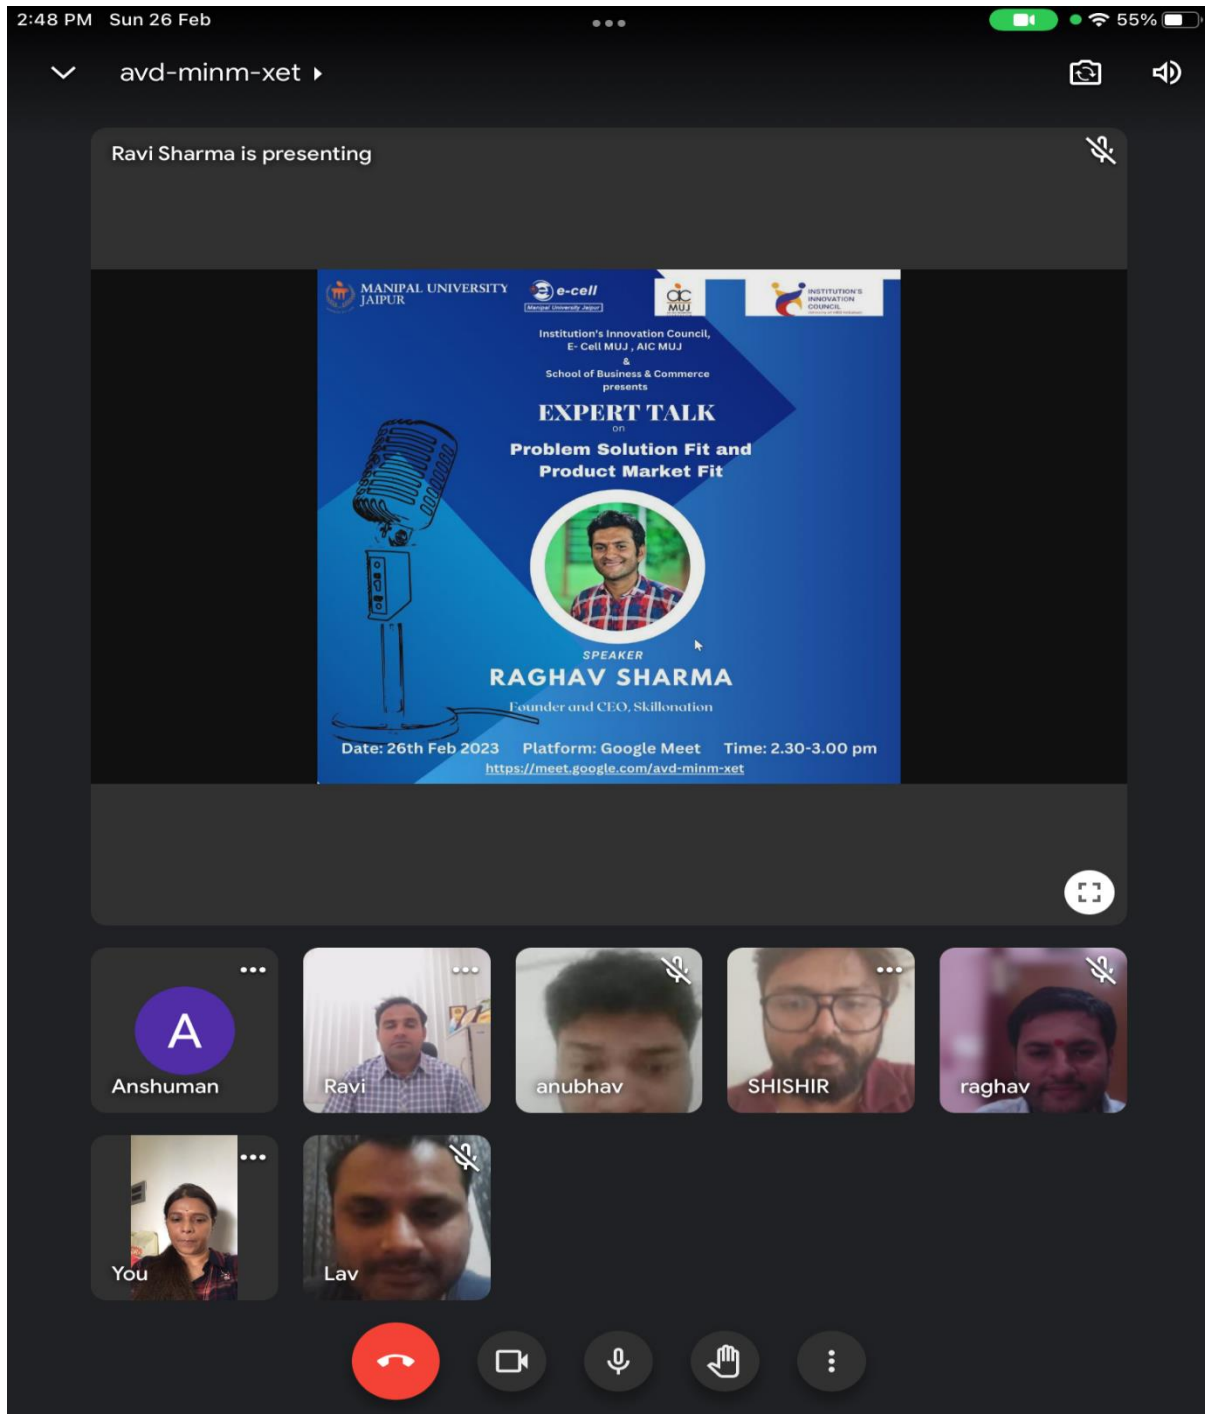 2:48 PM Sun 26 Feb
55%
avd-minm-xet
Ravi Sharma is presenting
MANIPAL UNIVERSITY
JAIPUR
e-cell
Manipal University Jaipur
aic
MUJ
INSTITUTION'S
INNOVATION
COUNCIL
Institution's Innovation Council,
E- Cell MUJ , AIC MUJ
&
School of Business & Commerce
presents
EXPERT TALK
on
Problem Solution Fit and
Product Market Fit
SPEAKER
RAGHAV SHARMA
Founder and CEO, Skillonation
Date: 26th Feb 2023 Platform: Google Meet Time: 2.30-3.00 pm
https://meet.google.com/avd-minm-xet
A
Anshuman
Ravi
anubhav
SHISHIR
raghav
You
Lav